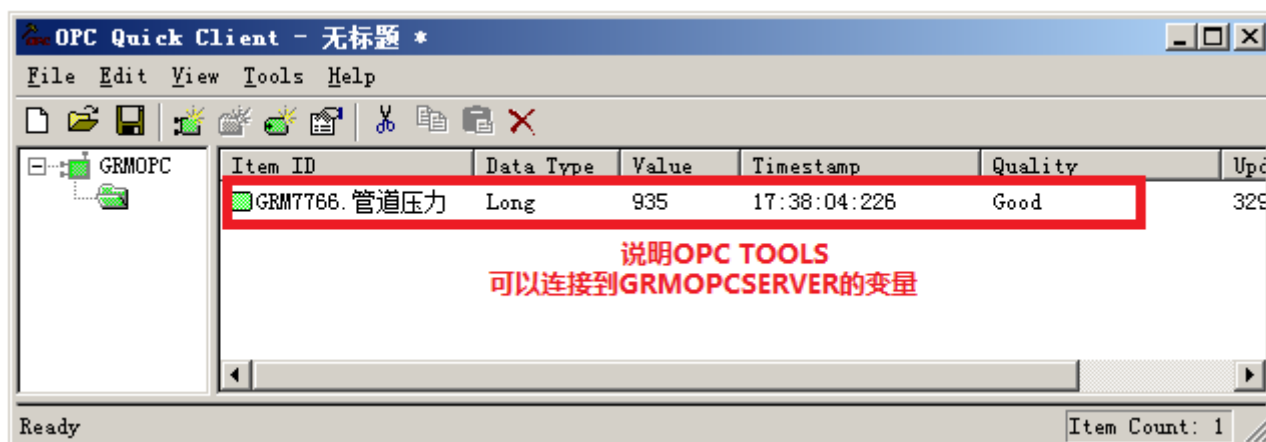 OPC Quick Client - 无标题 *
File Edit View Tools Help
GRMOPC
Item ID Data Type Value Timestamp Quality Upd
GRM7766.管道压力 Long 935 17:38:04:226 Good 329
说明OPC TOOLS
可以连接到GRMOPCSERVER的变量
Ready Item Count: 1